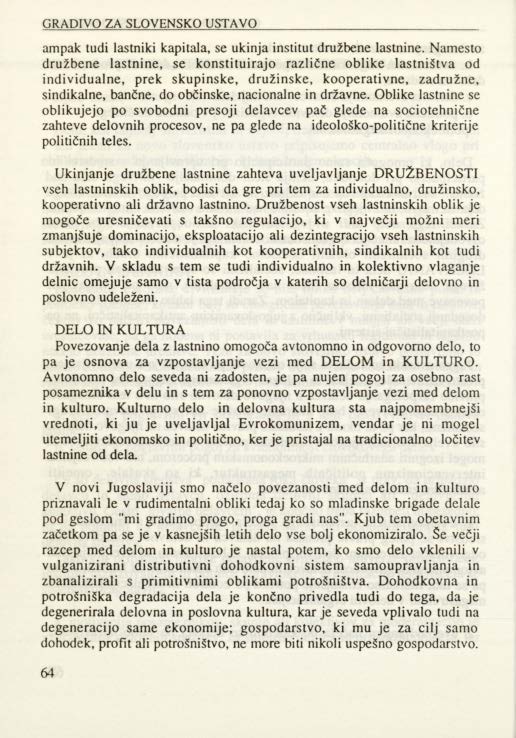 GRADIVO ZA SLOVENSKO USTAVO
ampak tudi lastniki kapitala, se ukinja institut družbene lastnine. Namesto
družbene lastnine, se konstituirajo različne oblike lastništva od
individualne, prek skupinske, družinske, kooperativne, zadružne,
sindikalne, bančne, do občinske, nacionalne in državne. Oblike lastnine se
oblikujejo po svobodni presoji delavcev pač glede na sociotehnične
zahteve delovnih procesov, ne pa glede na ideološko-politične kriterije
političnih teles.
Ukinjanje družbene lastnine zahteva uveljavljanje DRUŽBENOSTI
vseh lastninskih oblik, bodisi da gre pri tem za individualno, družinsko,
kooperativno ali državno lastnino. Družbenost vseh lastninskih oblik je
mogoče uresničevati s takšno regulacijo, ki v največji možni meri
zmanjšuje dominacijo, eksploatacijo ali dezintegracijo vseh lastninskih
subjektov, tako individualnih kot kooperativnih, sindikalnih kot tudi
državnih. V skladu s tem se tudi individualno in kolektivno vlaganje
delnic omejuje samo v tista področja v katerih so delničarji delovno in
poslovno udeleženi.
DELO IN KULTURA
Povezovanje dela z lastnino omogoča avtonomno in odgovorno delo, to
pa je osnova za vzpostavljanje vezi med DELOM in KULTURO.
Avtonomno delo seveda ni zadosten, je pa nujen pogoj za osebno rast
posameznika v delu in s tem za ponovno vzpostavljanje vezi med delom
in kulturo. Kulturno delo in delovna kultura sta najpomembnejši
vrednoti, ki ju je uveljavljal Evrokomunizem, vendar je ni mogel
utemeljiti ekonomsko in politično, ker je pristajal na tradicionalno ločitev
lastnine od dela.
V novi Jugoslaviji smo načelo povezanosti med delom in kulturo
priznavali le v rudimentalni obliki tedaj ko so mladinske brigade delale
pod geslom "mi gradimo progo, proga gradi nas". Kjub tem obetavnim
začetkom pa se je v kasnejših letih delo vse bolj ekonomiziralo. Še večji
razcep med delom in kulturo je nastal potem, ko smo delo vklenili v
vulganizirani distributivni dohodkovni sistem samoupravljanja in
zbanalizirali s primitivnimi oblikami potrošništva. Dohodkovna in
potrošniška degradacija dela je končno privedla tudi do tega, da je
degenerirala delovna in poslovna kultura, kar je seveda vplivalo tudi na
degeneracijo same ekonomije; gospodarstvo, ki mu je za cilj samo
dohodek, profit ali potrošništvo, ne more biti nikoli uspešno gospodarstvo.
64